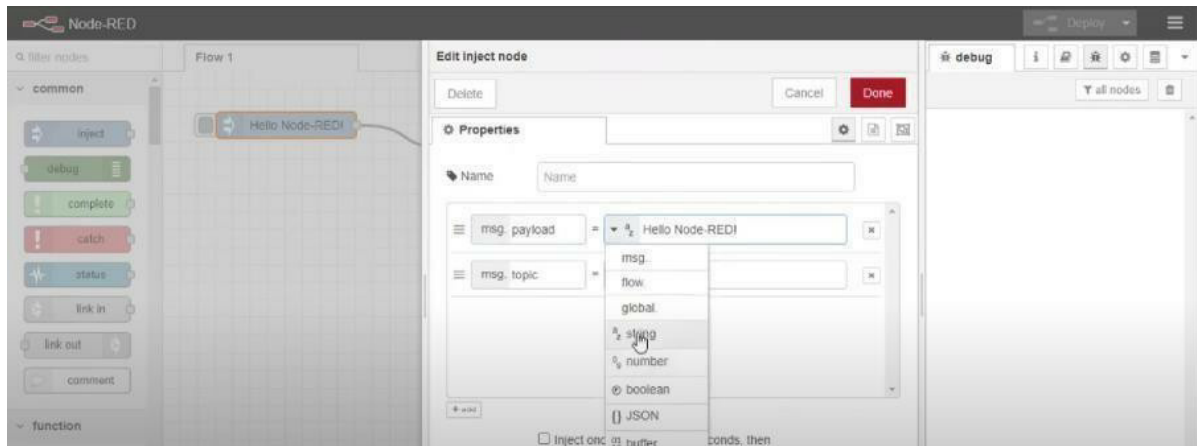 Node-RED
Deploy
filter nodes
Flow 1
Edit inject node
debug
i
common
Delete
Cancel
Done
all nodes
inject
Hello Node-RED!
Properties
debug
Name
Name
complete
msg. payload
=
Hello Node-RED!
catch
msg.
status
msg. topic
=
flow.
link in
global.
string
link out
number
comment
boolean
+ add
{} JSON
function
Inject once
buffer
conds, then